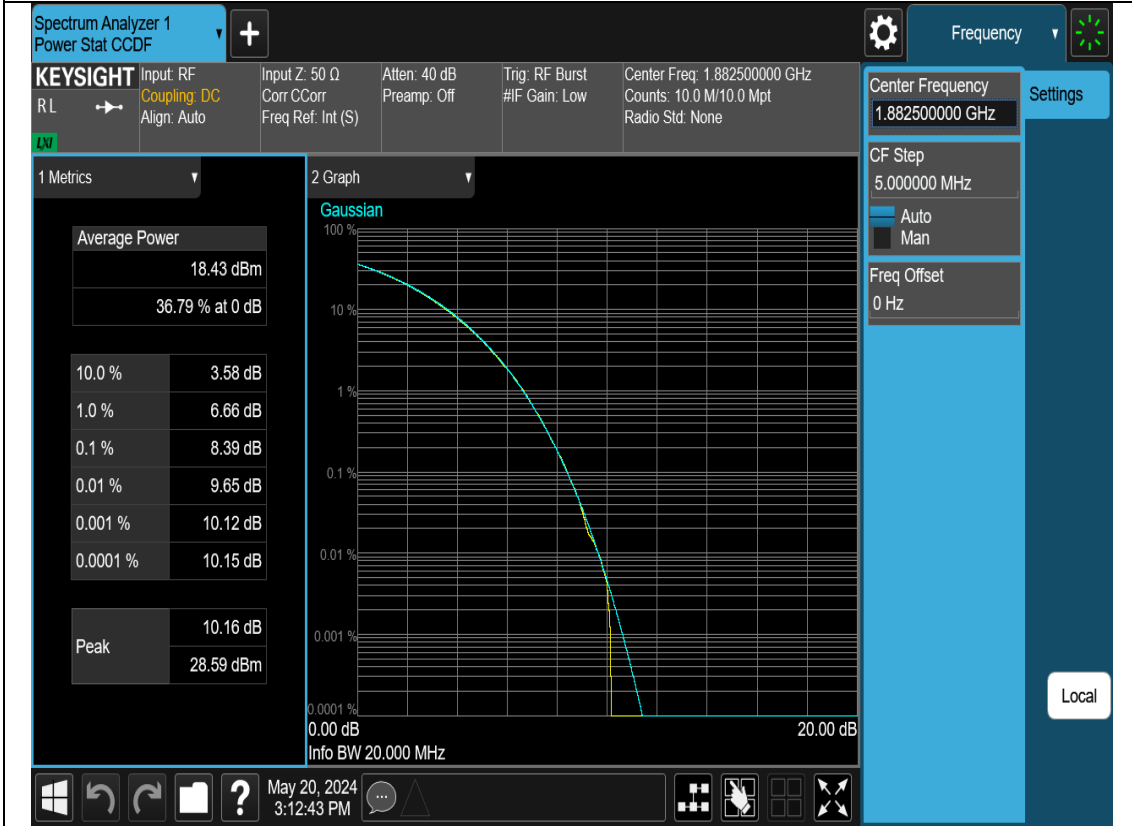 Spectrum Analyzer 1
Power Stat CCDF
+
Frequency
KEYSIGHT
RL
LXI
Input: RF
Coupling: DC
Align: Auto
Input Z: 50 Ω
Corr CCorr
Freq Ref: Int (S)
Atten: 40 dB
Preamp: Off
Trig: RF Burst
#IF Gain: Low
Center Freq: 1.882500000 GHz
Counts: 10.0 M/10.0 Mpt
Radio Std: None
Center Frequency
1.882500000 GHz
Settings
CF Step
5.000000 MHz
Auto
Man
Freq Offset
0 Hz
Local
1 Metrics
Average Power
18.43 dBm
36.79 % at 0 dB
10.0 % 3.58 dB
1.0 % 6.66 dB
0.1 % 8.39 dB
0.01 % 9.65 dB
0.001 % 10.12 dB
0.0001 % 10.15 dB
Peak
10.16 dB
28.59 dBm
2 Graph
Gaussian
100 %
10 %
1 %
0.1 %
0.01 %
0.001 %
0.0001 %
0.00 dB 20.00 dB
Info BW 20.000 MHz
?
May 20, 2024
3:12:43 PM